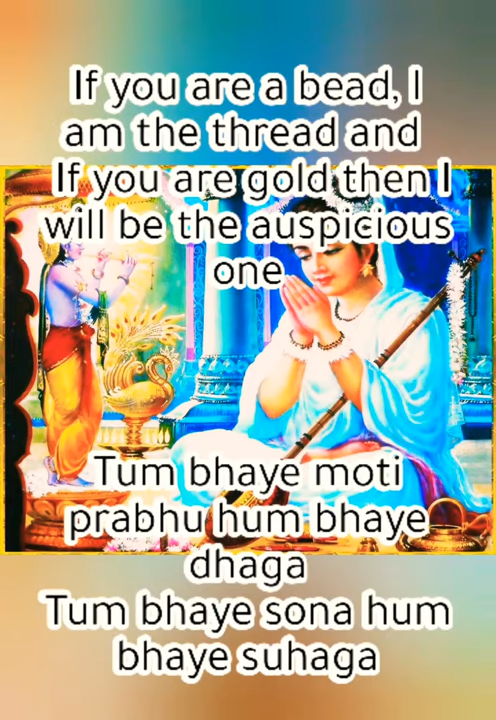 If you are a bead, I
am the thread and
If you are gold then I
will be the auspicious
one
Tum bhaye moti
prabhu hum bhaye
dhaga
Tum bhaye sona hum
bhaye suhaga